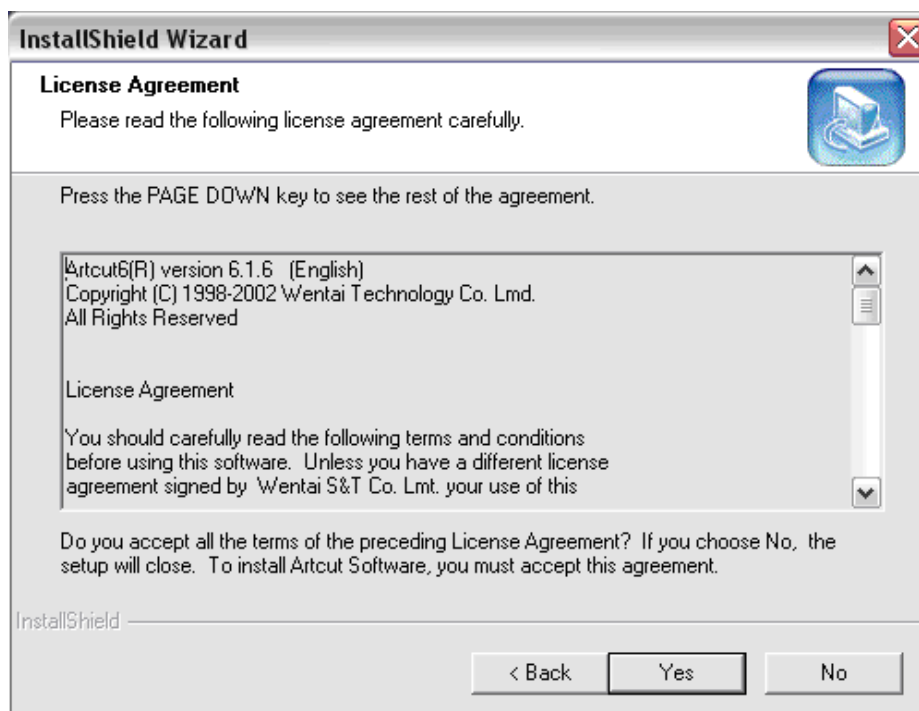 InstallShield Wizard
License Agreement
Please read the following license agreement carefully.
Press the PAGE DOWN key to see the rest of the agreement.
Artcut6(R) version 6.1.6   (English)
Copyright (C) 1998-2002 Wentai Technology Co. Lmd.
All Rights Reserved
License Agreement
You should carefully read the following terms and conditions
before using this software.  Unless you have a different license
agreement signed by  Wentai S&T Co. Lmt. your use of this
Do you accept all the terms of the preceding License Agreement?  If you choose No,  the
setup will close.  To install Artcut Software, you must accept this agreement.
InstallShield
< Back
Yes
No